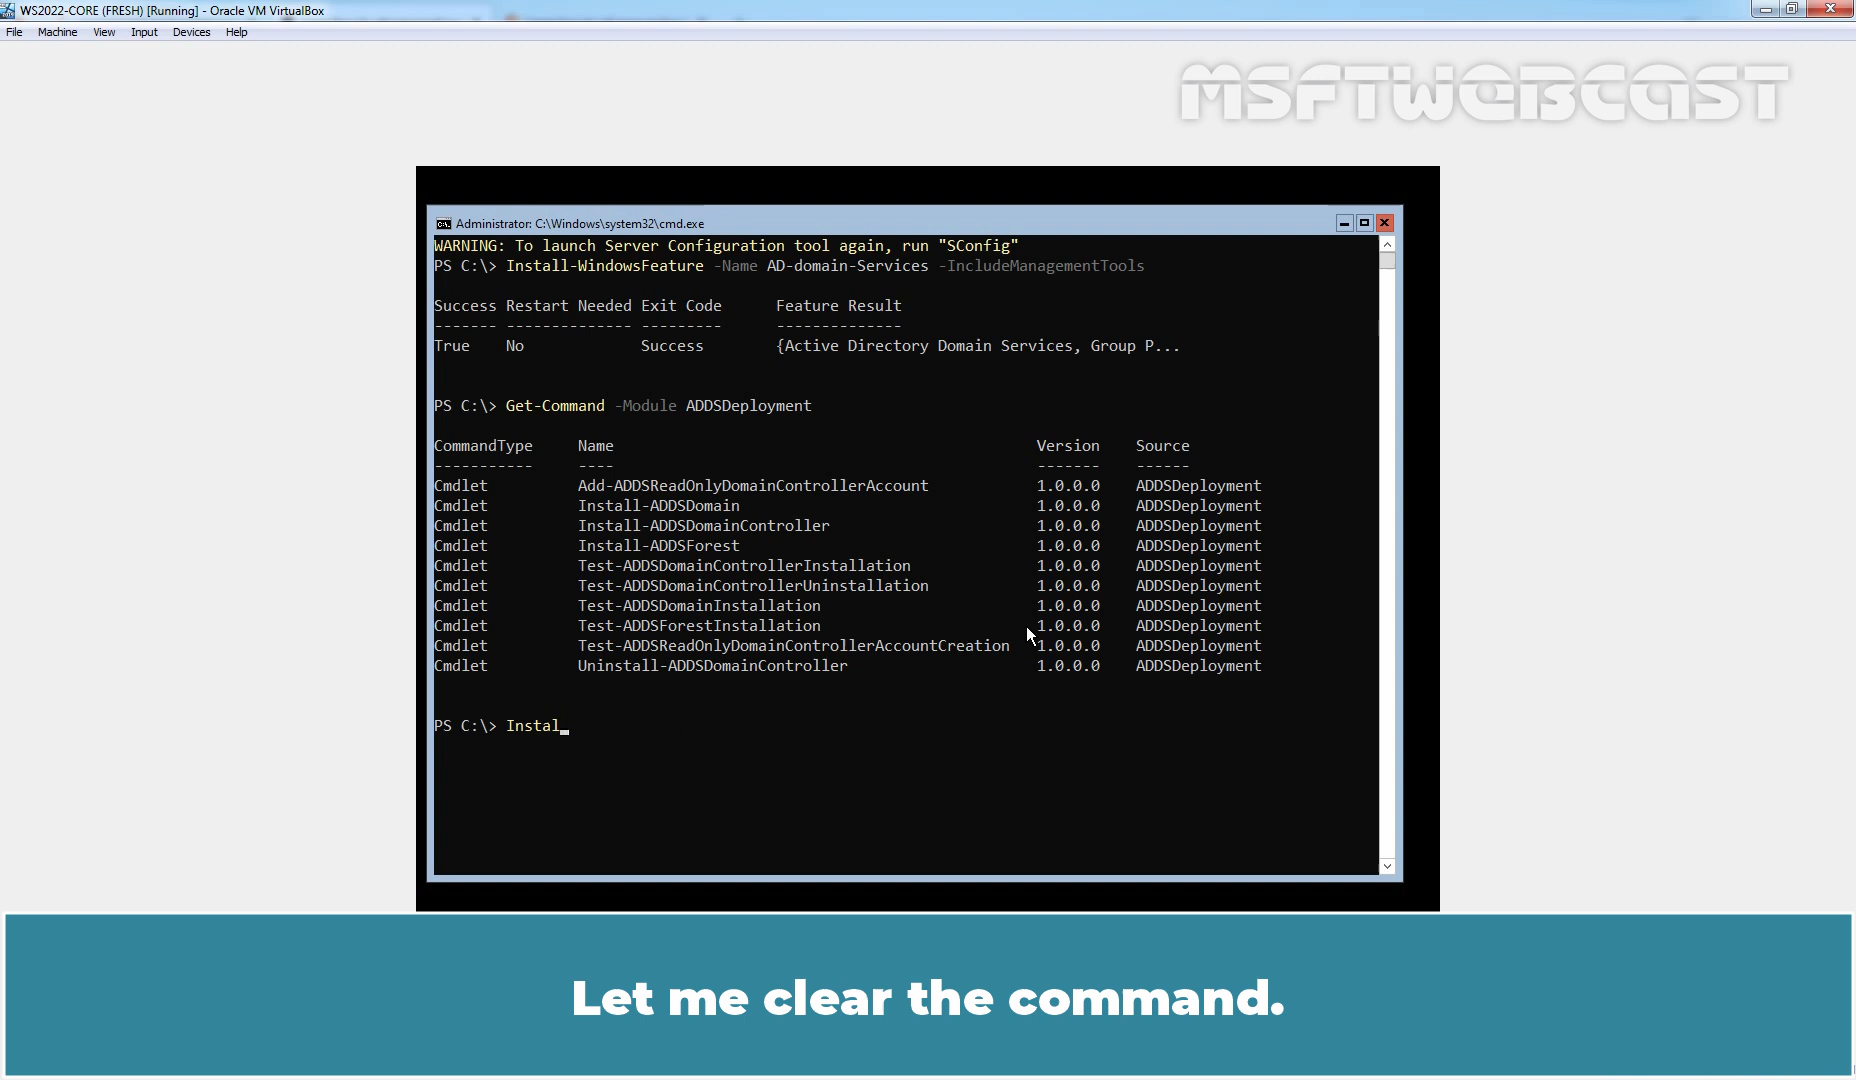 WS2022-CORE (FRESH) [Running] - Oracle VM VirtualBox
File Machine View Input Devices Help
MSFTWEBCAST
Administrator: C:\Windows\system32\cmd.exe
WARNING: To launch Server Configuration tool again, run "SConfig"
PS C:\> Install-WindowsFeature -Name AD-domain-Services -IncludeManagementTools
Success Restart Needed Exit Code Feature Result
------- -------------- --------- --------------
True No Success {Active Directory Domain Services, Group P...
PS C:\> Get-Command -Module ADDSDeployment
CommandType Name Version Source
----------- ---- ------- ------
Cmdlet Add-ADDSReadOnlyDomainControllerAccount 1.0.0.0 ADDSDeployment
Cmdlet Install-ADDSDomain 1.0.0.0 ADDSDeployment
Cmdlet Install-ADDSDomainController 1.0.0.0 ADDSDeployment
Cmdlet Install-ADDSForest 1.0.0.0 ADDSDeployment
Cmdlet Test-ADDSDomainControllerInstallation 1.0.0.0 ADDSDeployment
Cmdlet Test-ADDSDomainControllerUninstallation 1.0.0.0 ADDSDeployment
Cmdlet Test-ADDSDomainInstallation 1.0.0.0 ADDSDeployment
Cmdlet Test-ADDSForestInstallation 1.0.0.0 ADDSDeployment
Cmdlet Test-ADDSReadOnlyDomainControllerAccountCreation 1.0.0.0 ADDSDeployment
Cmdlet Uninstall-ADDSDomainController 1.0.0.0 ADDSDeployment
PS C:\> Instal
Let me clear the command.